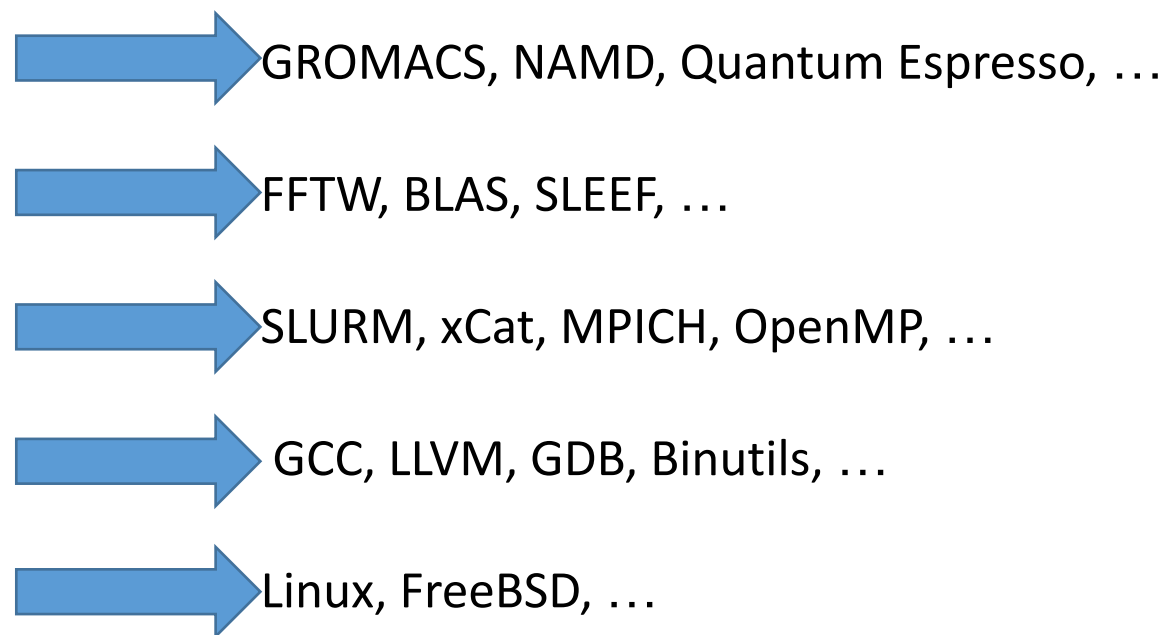 GROMACS, NAMD, Quantum Espresso, …
FFTW, BLAS, SLEEF, …
SLURM, xCat, MPICH, OpenMP, …
GCC, LLVM, GDB, Binutils, …
Linux, FreeBSD, …